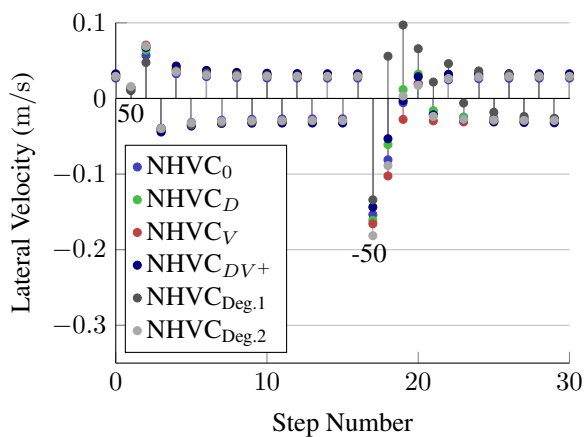 0.1
0
−0.1
−0.2
−0.3
Lateral Velocity (m/s)
50
-50
NHVC0
NHVCD
NHVCV
NHVCDV+
NHVCDeg.1
NHVCDeg.2
0 10 20 30
Step Number